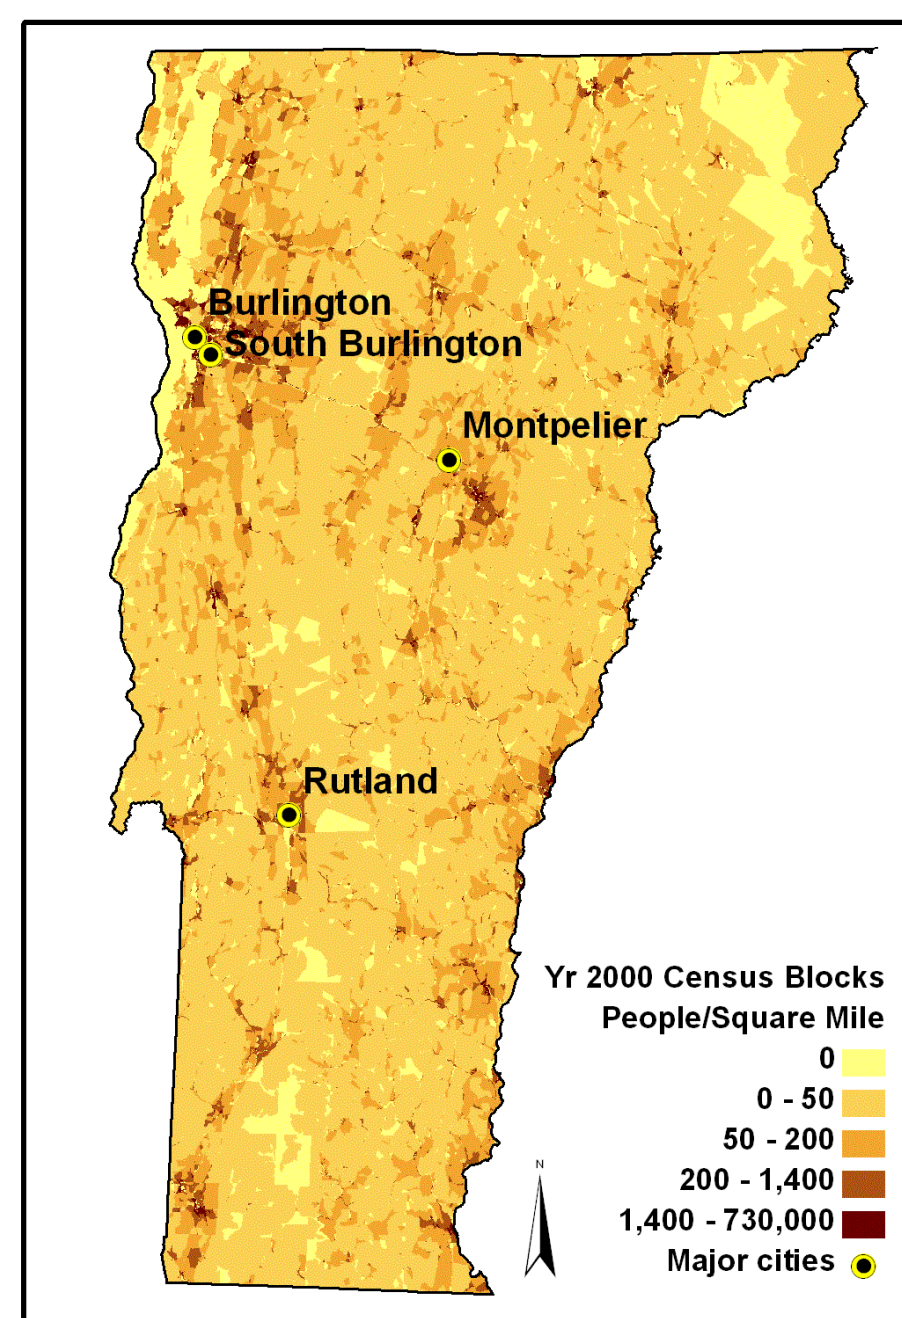 Burlington
South Burlington
Montpelier
Rutland
Yr 2000 Census Blocks
People/Square Mile
0
0 - 50
50 - 200
200 - 1,400
1,400 - 730,000
Major cities
N